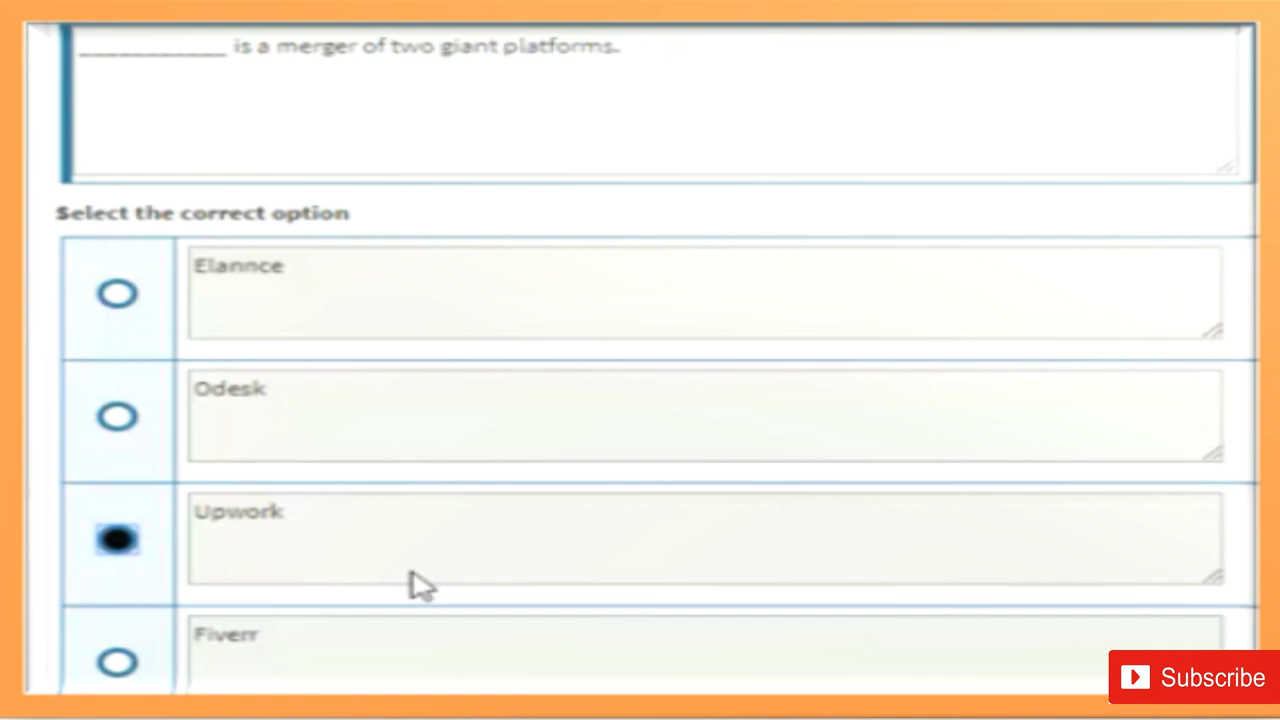 ____________ is a merger of two giant platforms.
Select the correct option
Elannce
Odesk
Upwork
Fiverr
Subscribe